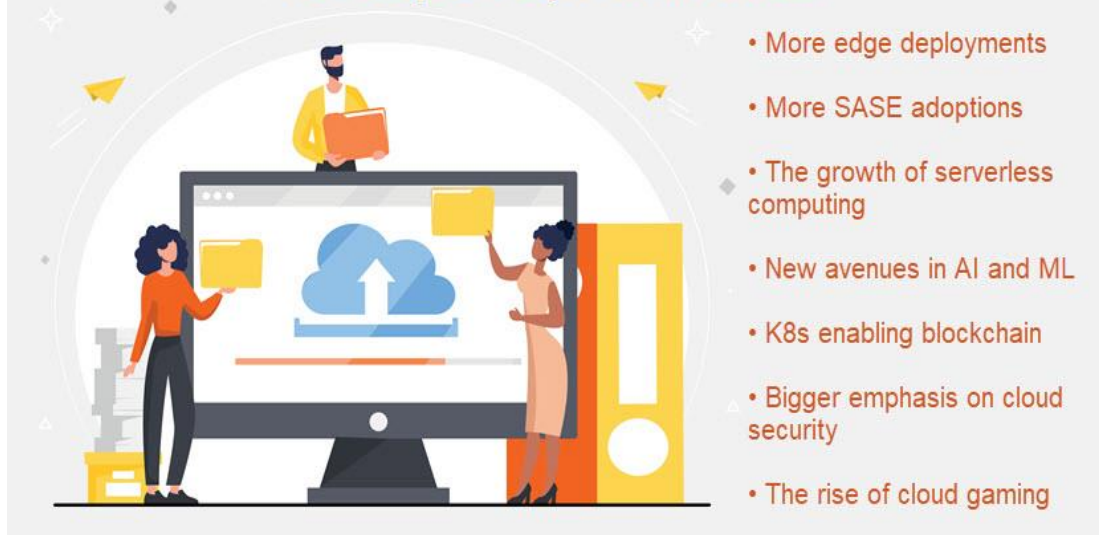 • More edge deployments
• More SASE adoptions
• The growth of serverless
computing
• New avenues in AI and ML
• K8s enabling blockchain
• Bigger emphasis on cloud
security
• The rise of cloud gaming